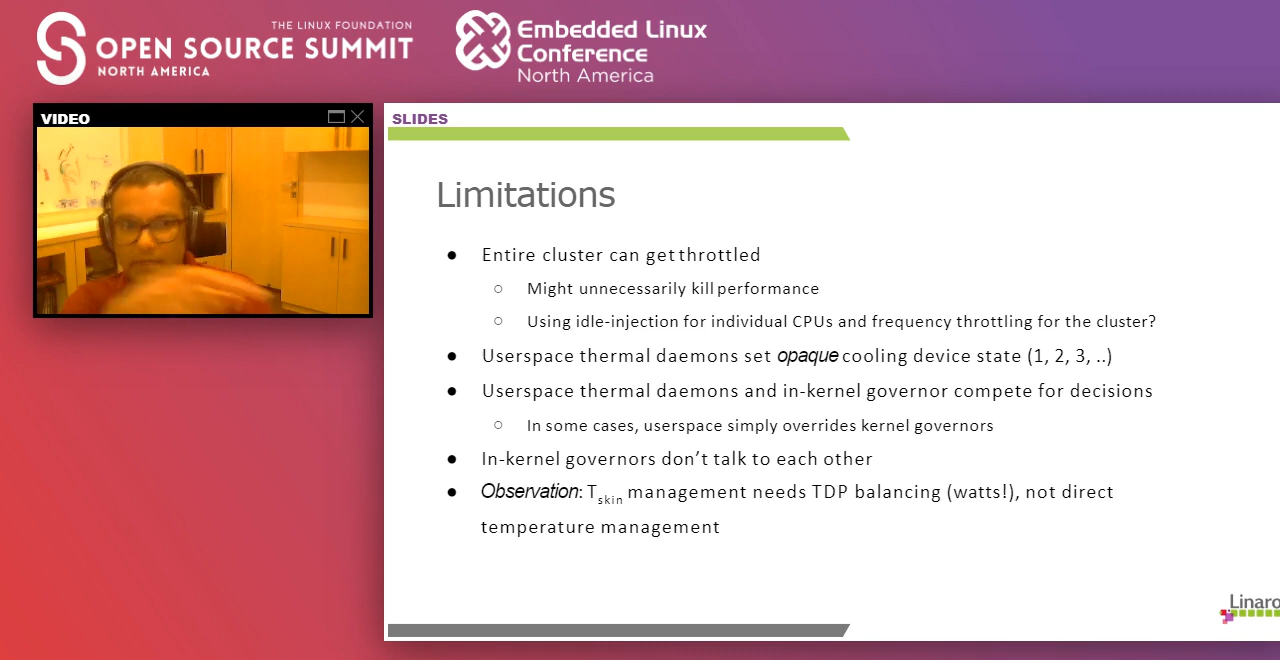 THE LINUX FOUNDATION
OPEN SOURCE SUMMIT
NORTH AMERICA
Embedded Linux
Conference
North America
VIDEO
SLIDES
Limitations
● Entire cluster can get throttled
○ Might unnecessarily kill performance
○ Using idle-injection for individual CPUs and frequency throttling for the cluster?
● Userspace thermal daemons set opaque cooling device state (1, 2, 3, ..)
● Userspace thermal daemons and in-kernel governor compete for decisions
○ In some cases, userspace simply overrides kernel governors
● In-kernel governors don’t talk to each other
● Observation: Tskin management needs TDP balancing (watts!), not direct
temperature management
Linaro